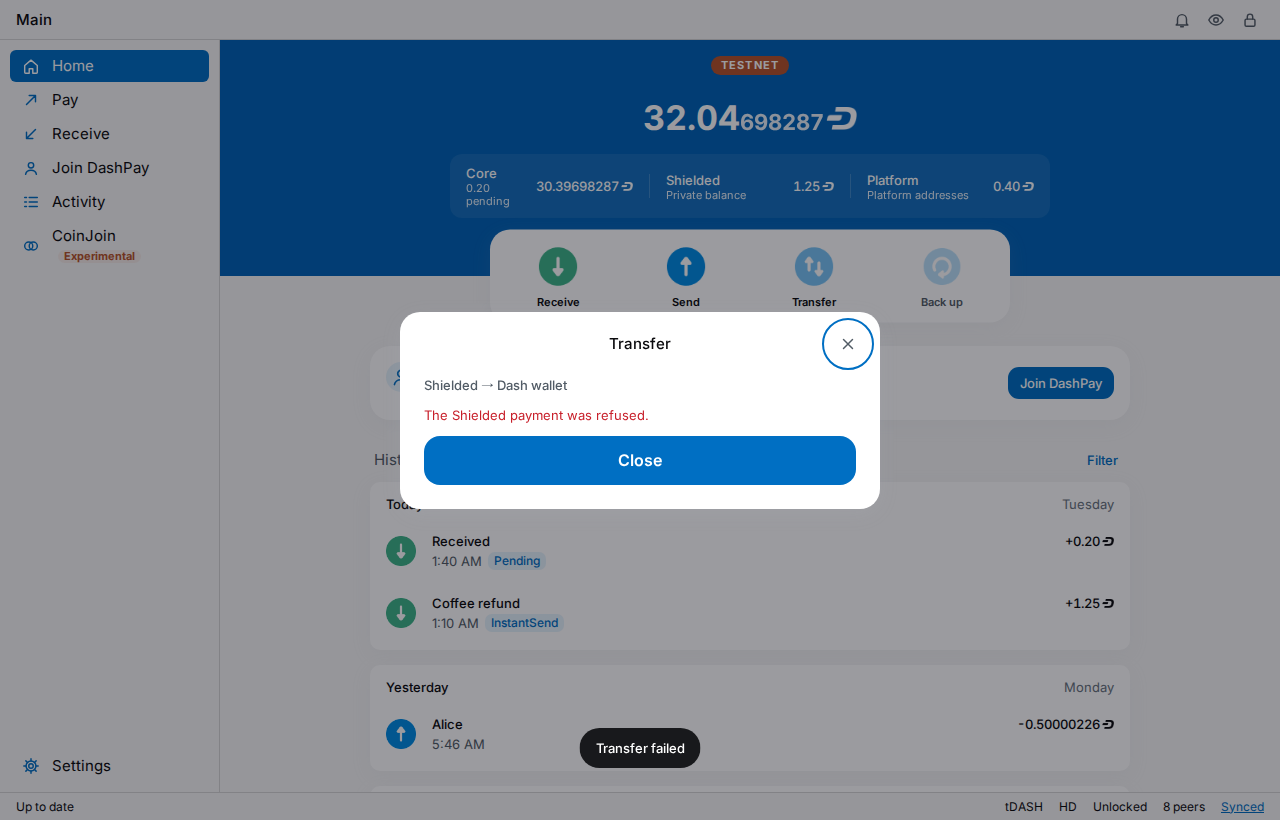 Main
Home
Pay
Receive
Join DashPay
Activity
CoinJoin
Experimental
Settings
TESTNET
32.04698287
Core
0.20
pending
30.39698287
Shielded
Private balance
1.25
Platform
Platform addresses
0.40
Receive
Send
Transfer
Back up
Join DashPay
Transfer
Shielded → Dash wallet
The Shielded payment was refused.
Close
Filter
Tuesday
Received
1:40 AM Pending
+0.20
Coffee refund
1:10 AM InstantSend
+1.25
Yesterday
Monday
Alice
5:46 AM
-0.50000226
Transfer failed
Up to date
tDASH
HD
Unlocked
8 peers
Synced